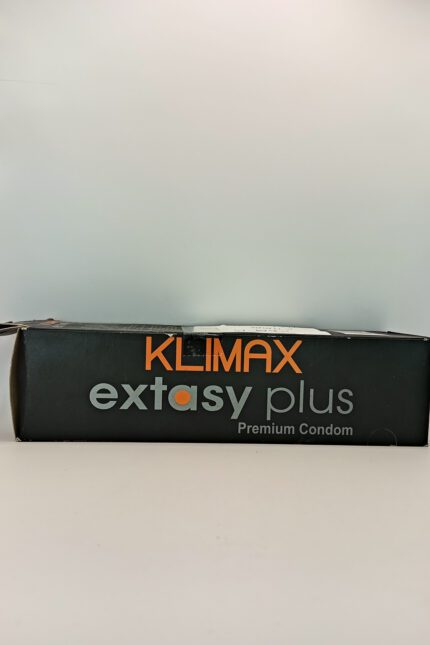 KLIMAX
extasy plus
Premium Condom